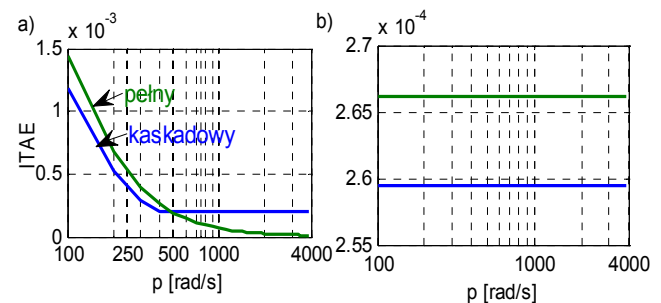 a)
x 10-3
1.5
1
0.5
0
ITAE
pełny
kaskadowy
100 250 500 1000 4000
p [rad/s]
b)
x 10-4
2.7
2.65
2.6
2.55
100 1000 4000
p [rad/s]